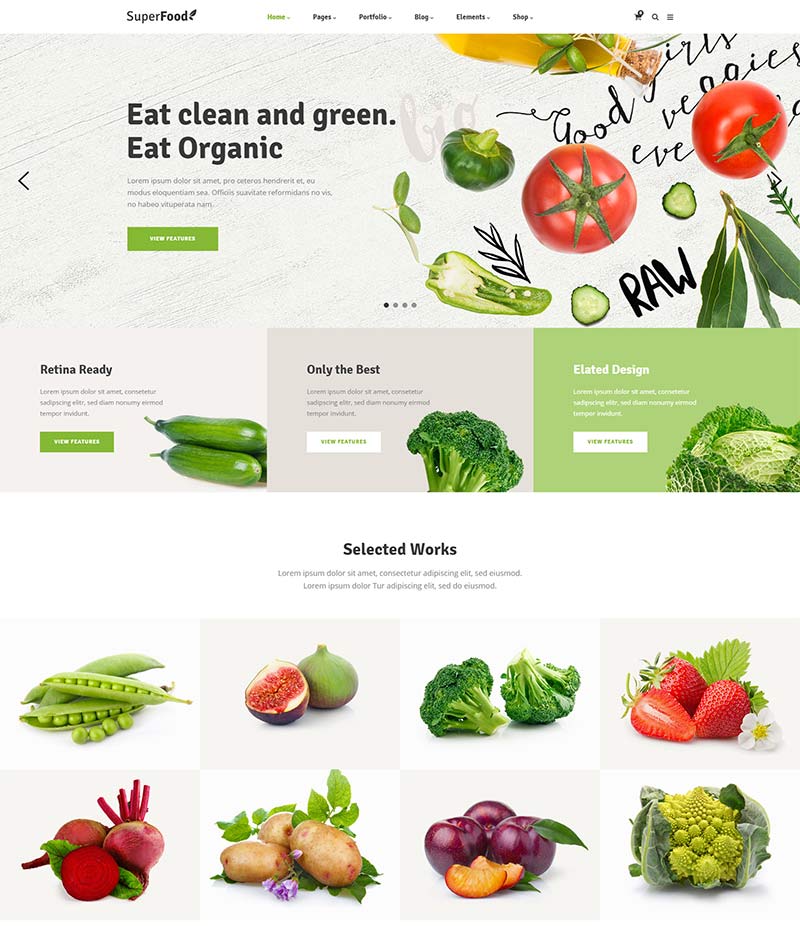 SuperFood
Home Pages Portfolio Blog Elements Shop
Eat clean and green.
Eat Organic
Lorem ipsum dolor sit amet, pro ceteros hendrerit et, eu
modus eloquentiam sea. Officiis suavitate reformidans no vis,
no habeo vituperata nam.
VIEW FEATURES
bio
Good girls
veggies
eve
RAW
Retina Ready
Lorem ipsum dolor sit amet, consetetur
sadipscing elitr, sed diam nonumy eirmod
tempor invidunt.
VIEW FEATURES
Only the Best
Lorem ipsum dolor sit amet, consetetur
sadipscing elitr, sed diam nonumy eirmod
tempor invidunt.
VIEW FEATURES
Elated Design
Lorem ipsum dolor sit amet, consetetur
sadipscing elitr, sed diam nonumy eirmod
tempor invidunt.
VIEW FEATURES
Selected Works
Lorem ipsum dolor sit amet, consectetur adipiscing elit, sed eiusmod.
Lorem ipsum dolor Tur adipiscing elit, sed do eiusmod.